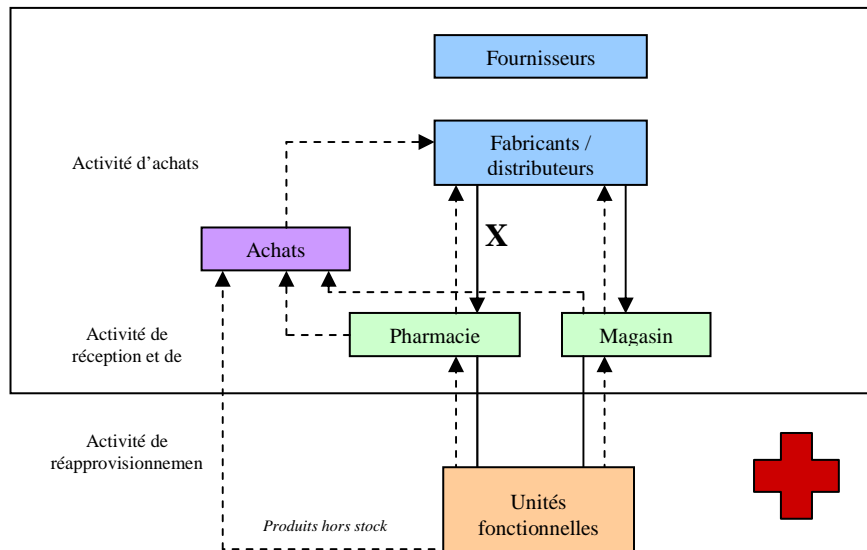 Fournisseurs
Fabricants /
distributeurs
Activité d'achats
X
Achats
Pharmacie
Magasin
Activité de
réception et de
Activité de
réapprovisionnemen
Unités
fonctionnelles
Produits hors stock